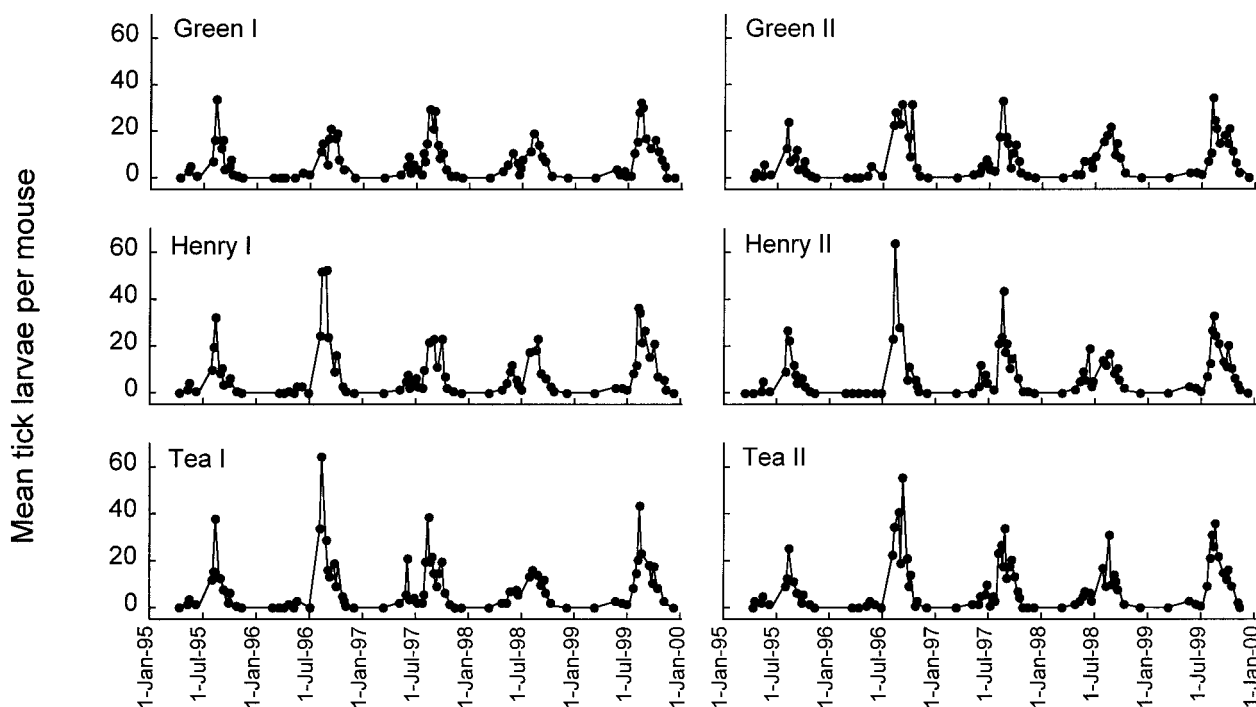 Mean tick larvae per mouse
Green I
60
40
20
0
Green II
Henry I
60
40
20
0
Henry II
Tea I
60
40
20
0
Tea II
1-Jan-95
1-Jul-95
1-Jan-96
1-Jul-96
1-Jan-97
1-Jul-97
1-Jan-98
1-Jul-98
1-Jan-99
1-Jul-99
1-Jan-00
1-Jan-95
1-Jul-95
1-Jan-96
1-Jul-96
1-Jan-97
1-Jul-97
1-Jan-98
1-Jul-98
1-Jan-99
1-Jul-99
1-Jan-00